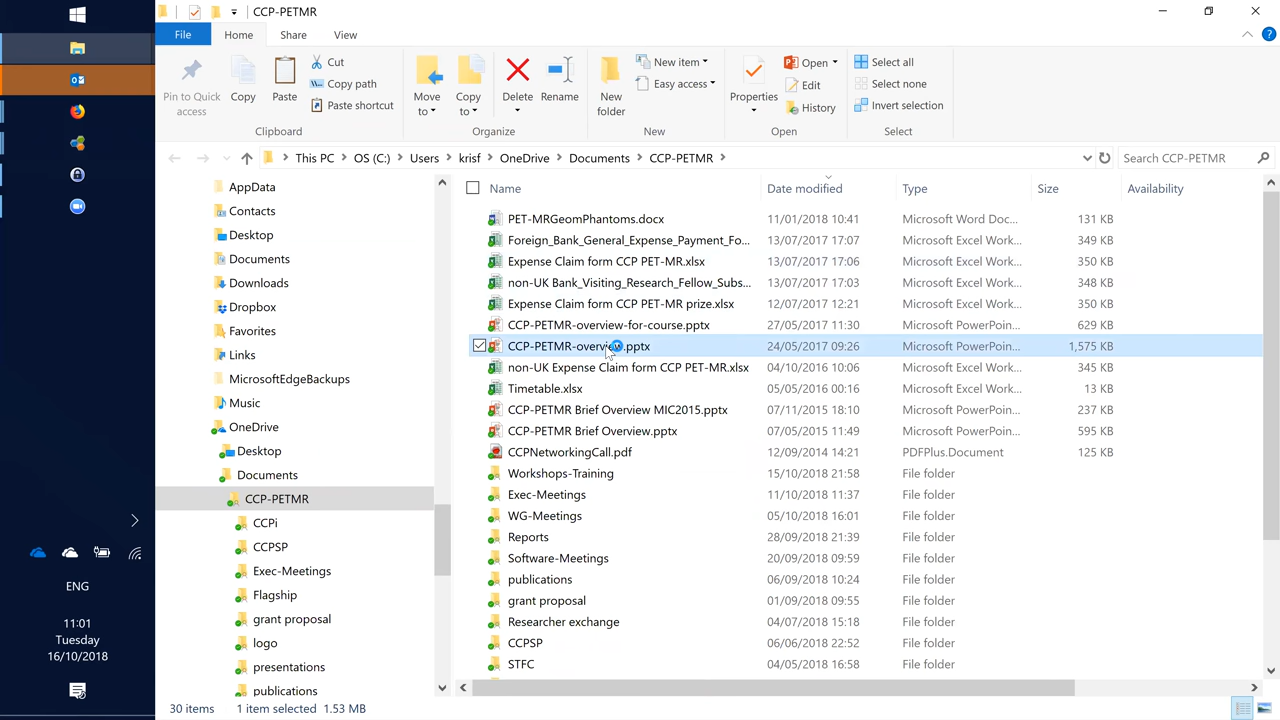 CCP-PETMR
File Home Share View
Pin to Quick access
Copy
Paste
Cut
Copy path
Paste shortcut
Clipboard
Move to
Copy to
Delete
Rename
Organize
New folder
New item
Easy access
New
Properties
Open
Edit
History
Open
Select all
Select none
Invert selection
Select
This PC OS (C:) Users krisf OneDrive Documents CCP-PETMR
Search CCP-PETMR
AppData
Contacts
Desktop
Documents
Downloads
Dropbox
Favorites
Links
MicrosoftEdgeBackups
Music
OneDrive
Desktop
Documents
CCP-PETMR
CCPi
CCPSP
Exec-Meetings
Flagship
grant proposal
logo
presentations
publications
Name Date modified Type Size Availability
PET-MRGeomPhantoms.docx 11/01/2018 10:41 Microsoft Word Doc... 131 KB
Foreign_Bank_General_Expense_Payment_Fo... 13/07/2017 17:07 Microsoft Excel Work... 349 KB
Expense Claim form CCP PET-MR.xlsx 13/07/2017 17:06 Microsoft Excel Work... 350 KB
non-UK Bank_Visiting_Research_Fellow_Subs... 13/07/2017 17:03 Microsoft Excel Work... 348 KB
Expense Claim form CCP PET-MR prize.xlsx 12/07/2017 12:21 Microsoft Excel Work... 350 KB
CCP-PETMR-overview-for-course.pptx 27/05/2017 11:30 Microsoft PowerPoin... 629 KB
CCP-PETMR-overview.pptx 24/05/2017 09:26 Microsoft PowerPoin... 1,575 KB
non-UK Expense Claim form CCP PET-MR.xlsx 04/10/2016 10:06 Microsoft Excel Work... 345 KB
Timetable.xlsx 05/05/2016 00:16 Microsoft Excel Work... 13 KB
CCP-PETMR Brief Overview MIC2015.pptx 07/11/2015 18:10 Microsoft PowerPoin... 237 KB
CCP-PETMR Brief Overview.pptx 07/05/2015 11:49 Microsoft PowerPoin... 595 KB
CCPNetworkingCall.pdf 12/09/2014 14:21 PDFPlus.Document 125 KB
Workshops-Training 15/10/2018 21:58 File folder
Exec-Meetings 11/10/2018 11:37 File folder
WG-Meetings 05/10/2018 16:01 File folder
Reports 28/09/2018 21:39 File folder
Software-Meetings 20/09/2018 09:59 File folder
publications 06/09/2018 10:24 File folder
grant proposal 01/09/2018 09:55 File folder
Researcher exchange 04/07/2018 15:18 File folder
CCPSP 06/06/2018 22:52 File folder
STFC 04/05/2018 16:58 File folder
30 items 1 item selected 1.53 MB
ENG
11:01
Tuesday
16/10/2018